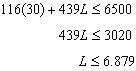 116(30) + 439L ≤ 6500
439L ≤ 3020
L ≤ 6.879